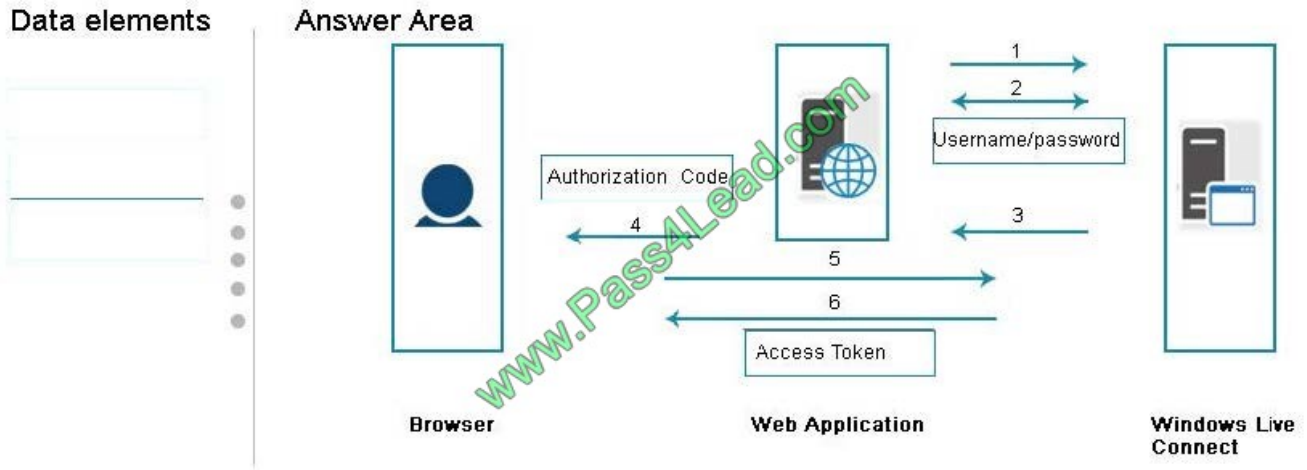 Data elements
Answer Area
1
2
Username/password
Authorization Code
3
4
5
6
Access Token
www.Pass4Lead.com
Browser
Web Application
Windows Live
Connect